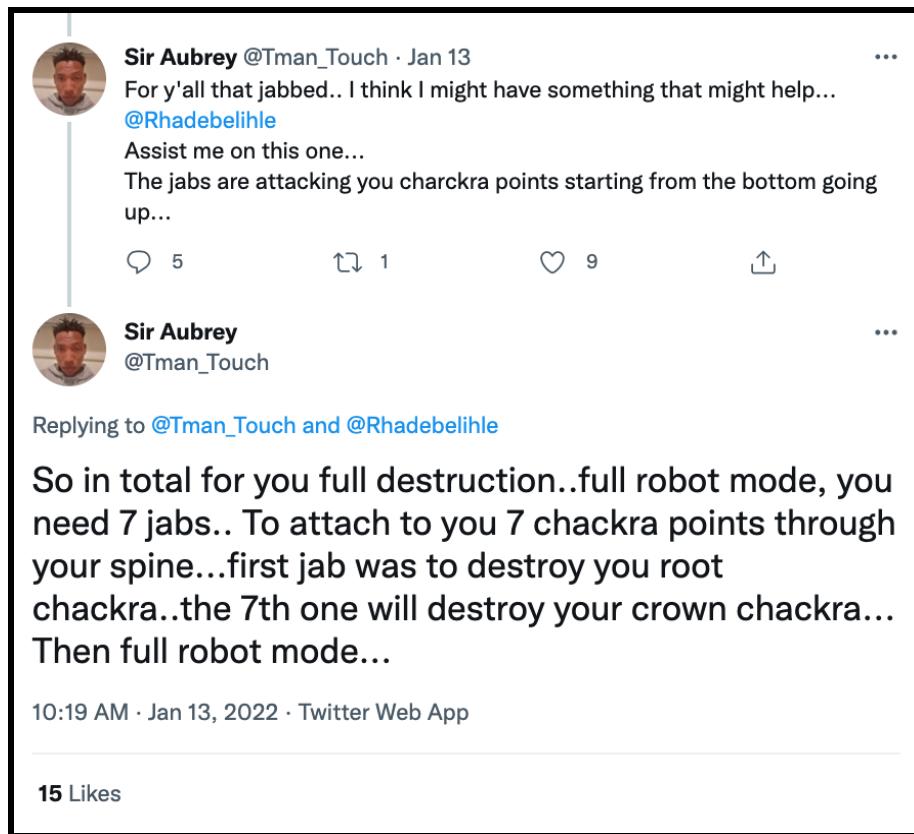 Sir Aubrey @Tman_Touch · Jan 13
For y'all that jabbed.. I think I might have something that might help...
@Rhadebelihle
Assist me on this one...
The jabs are attacking you charckra points starting from the bottom going
up...
5 1 9
Sir Aubrey
@Tman_Touch
Replying to @Tman_Touch and @Rhadebelihle
So in total for you full destruction..full robot mode, you
need 7 jabs.. To attach to you 7 chackra points through
your spine...first jab was to destroy you root
chackra..the 7th one will destroy your crown chackra...
Then full robot mode...
10:19 AM · Jan 13, 2022 · Twitter Web App
15 Likes